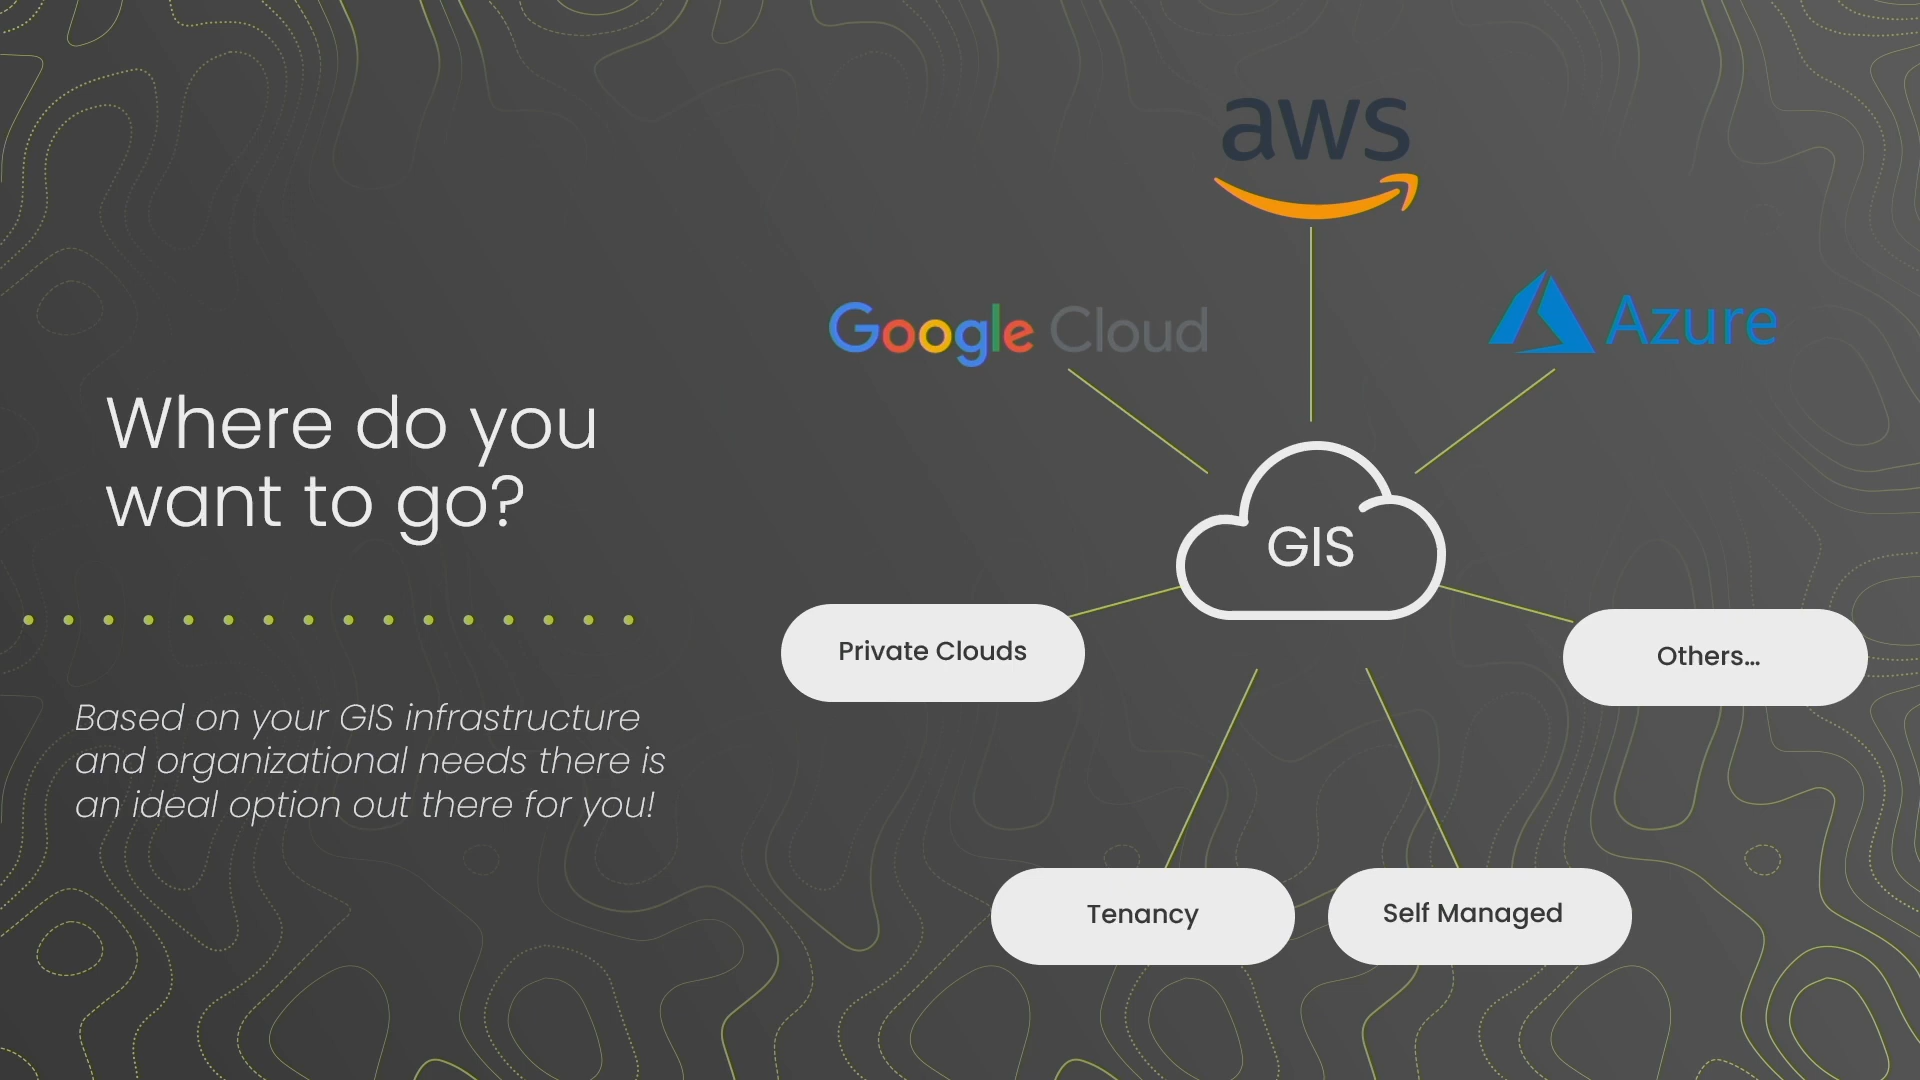 Where do you
want to go?
Based on your GIS infrastructure
and organizational needs there is
an ideal option out there for you!
aws
Google Cloud
Azure
GIS
Private Clouds
Others...
Tenancy
Self Managed